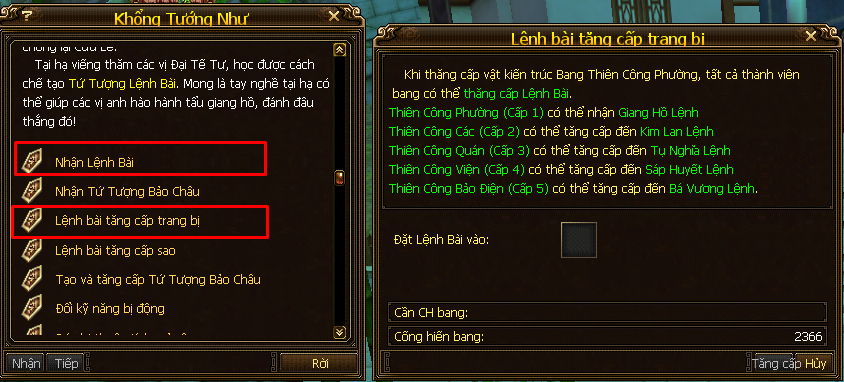 ? Khổng Tướng Như
chống lại Cửu Lê.
Tại hạ viếng thăm các vị Đại Tế Tư, học được cách
chế tạo Tứ Tượng Lệnh Bài. Mong là tay nghề tại hạ có
thể giúp các vị anh hào hành tẩu giang hồ, đánh đâu
thắng đó!
Nhận Lệnh Bài
Nhận Tứ Tượng Bảo Châu
Lệnh bài tăng cấp trang bị
Lệnh bài tăng cấp sao
Tạo và tăng cấp Tứ Tượng Bảo Châu
Đổi kỹ năng bị động
Nhận Tiếp Rời
Lệnh bài tăng cấp trang bị
Khi thăng cấp vật kiến trúc Bang Thiên Công Phường, tất cả thành viên
bang có thể thăng cấp Lệnh Bài.
Thiên Công Phường (Cấp 1) có thể nhận Giang Hồ Lệnh
Thiên Công Các (Cấp 2) có thể tăng cấp đến Kim Lan Lệnh
Thiên Công Quán (Cấp 3) có thể tăng cấp đến Tụ Nghĩa Lệnh
Thiên Công Viện (Cấp 4) có thể tăng cấp đến Sáp Huyết Lệnh
Thiên Công Bảo Điện (Cấp 5) có thể tăng cấp đến Bá Vương Lệnh.
Đặt Lệnh Bài vào:
Cần CH bang:
Cống hiến bang: 2366
Tăng cấp Hủy